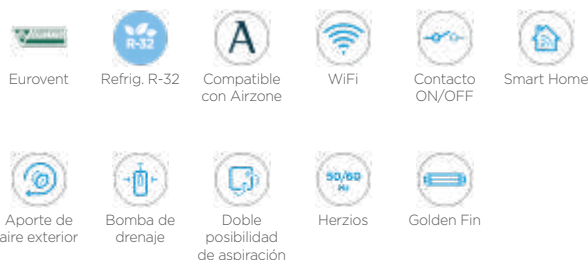 R-32
A
Eurovent
Refrig. R-32
Compatible
con Airzone
WiFi
Contacto
ON/OFF
Smart Home
50/60
Hz
Aporte de
aire exterior
Bomba de
drenaje
Doble
posibilidad
de aspiración
Herzios
Golden Fin